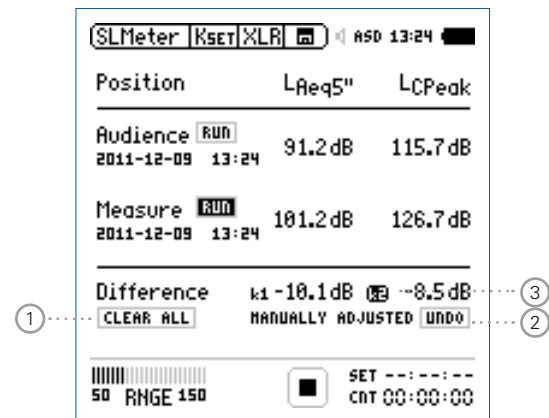 SLMeter KSET XLR ASD 13:24
Position LAeq5" LCPeak
Audience RUN 91.2dB 115.7dB
2011-12-09 13:24
Measure RUN 101.2dB 126.7dB
2011-12-09 13:24
Difference k1 -10.1dB -8.5dB 3
1 CLEAR ALL MANUALLY ADJUSTED UNDO 2
SET --:--:--
50 RNGE 150 CNT 00:00:00